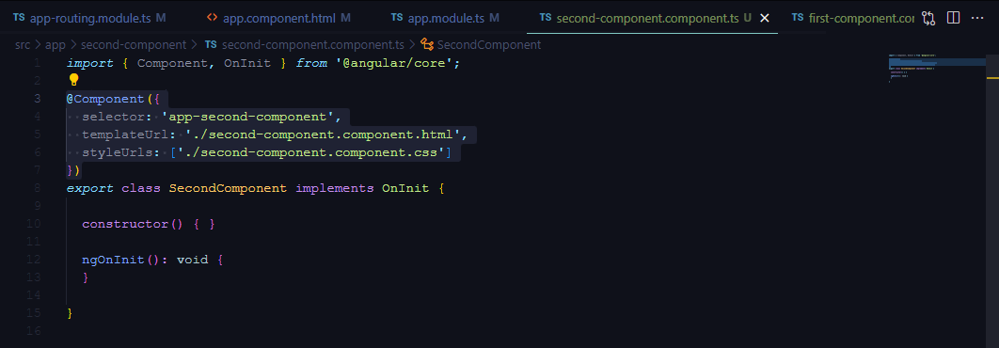 TS app-routing.module.ts M <> app.component.html M TS app.module.ts M TS second-component.component.ts U × TS first-component.cor ···
src > app > second-component > TS second-component.component.ts > SecondComponent
1 import { Component, OnInit } from '@angular/core';
2
3 @Component({
4 selector: 'app-second-component',
5 templateUrl: './second-component.component.html',
6 styleUrls: ['./second-component.component.css']
7 })
8 export class SecondComponent implements OnInit {
9
10 constructor() { }
11
12 ngOnInit(): void {
13 }
14
15 }
16